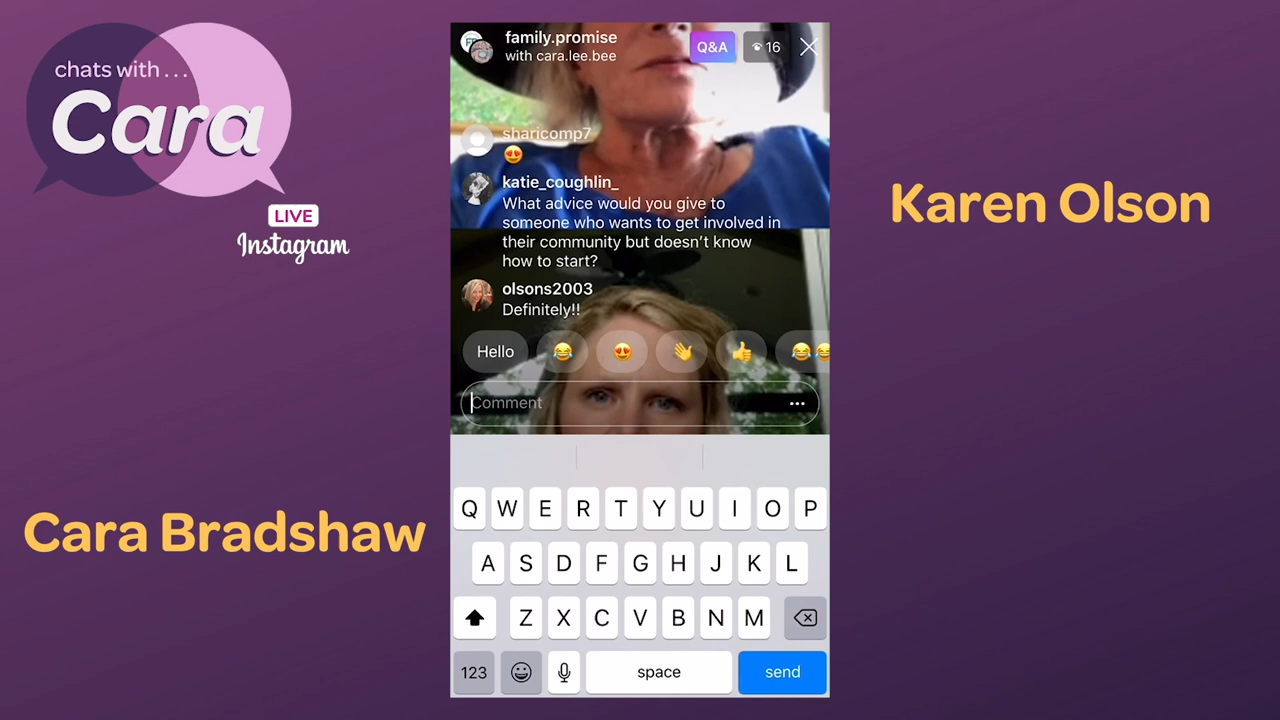 chats with...
Cara
LIVE
Instagram
family.promise
with cara.lee.bee
Q&A
16
sharicomp7
😍
katie_coughlin_
What advice would you give to
someone who wants to get involved in
their community but doesn't know
how to start?
olsons2003
Definitely!!
Hello 😂 😍 👋 👍 😂😂
Comment
Karen Olson
Cara Bradshaw
Q W E R T Y U I O P
A S D F G H J K L
Z X C V B N M
123 space send